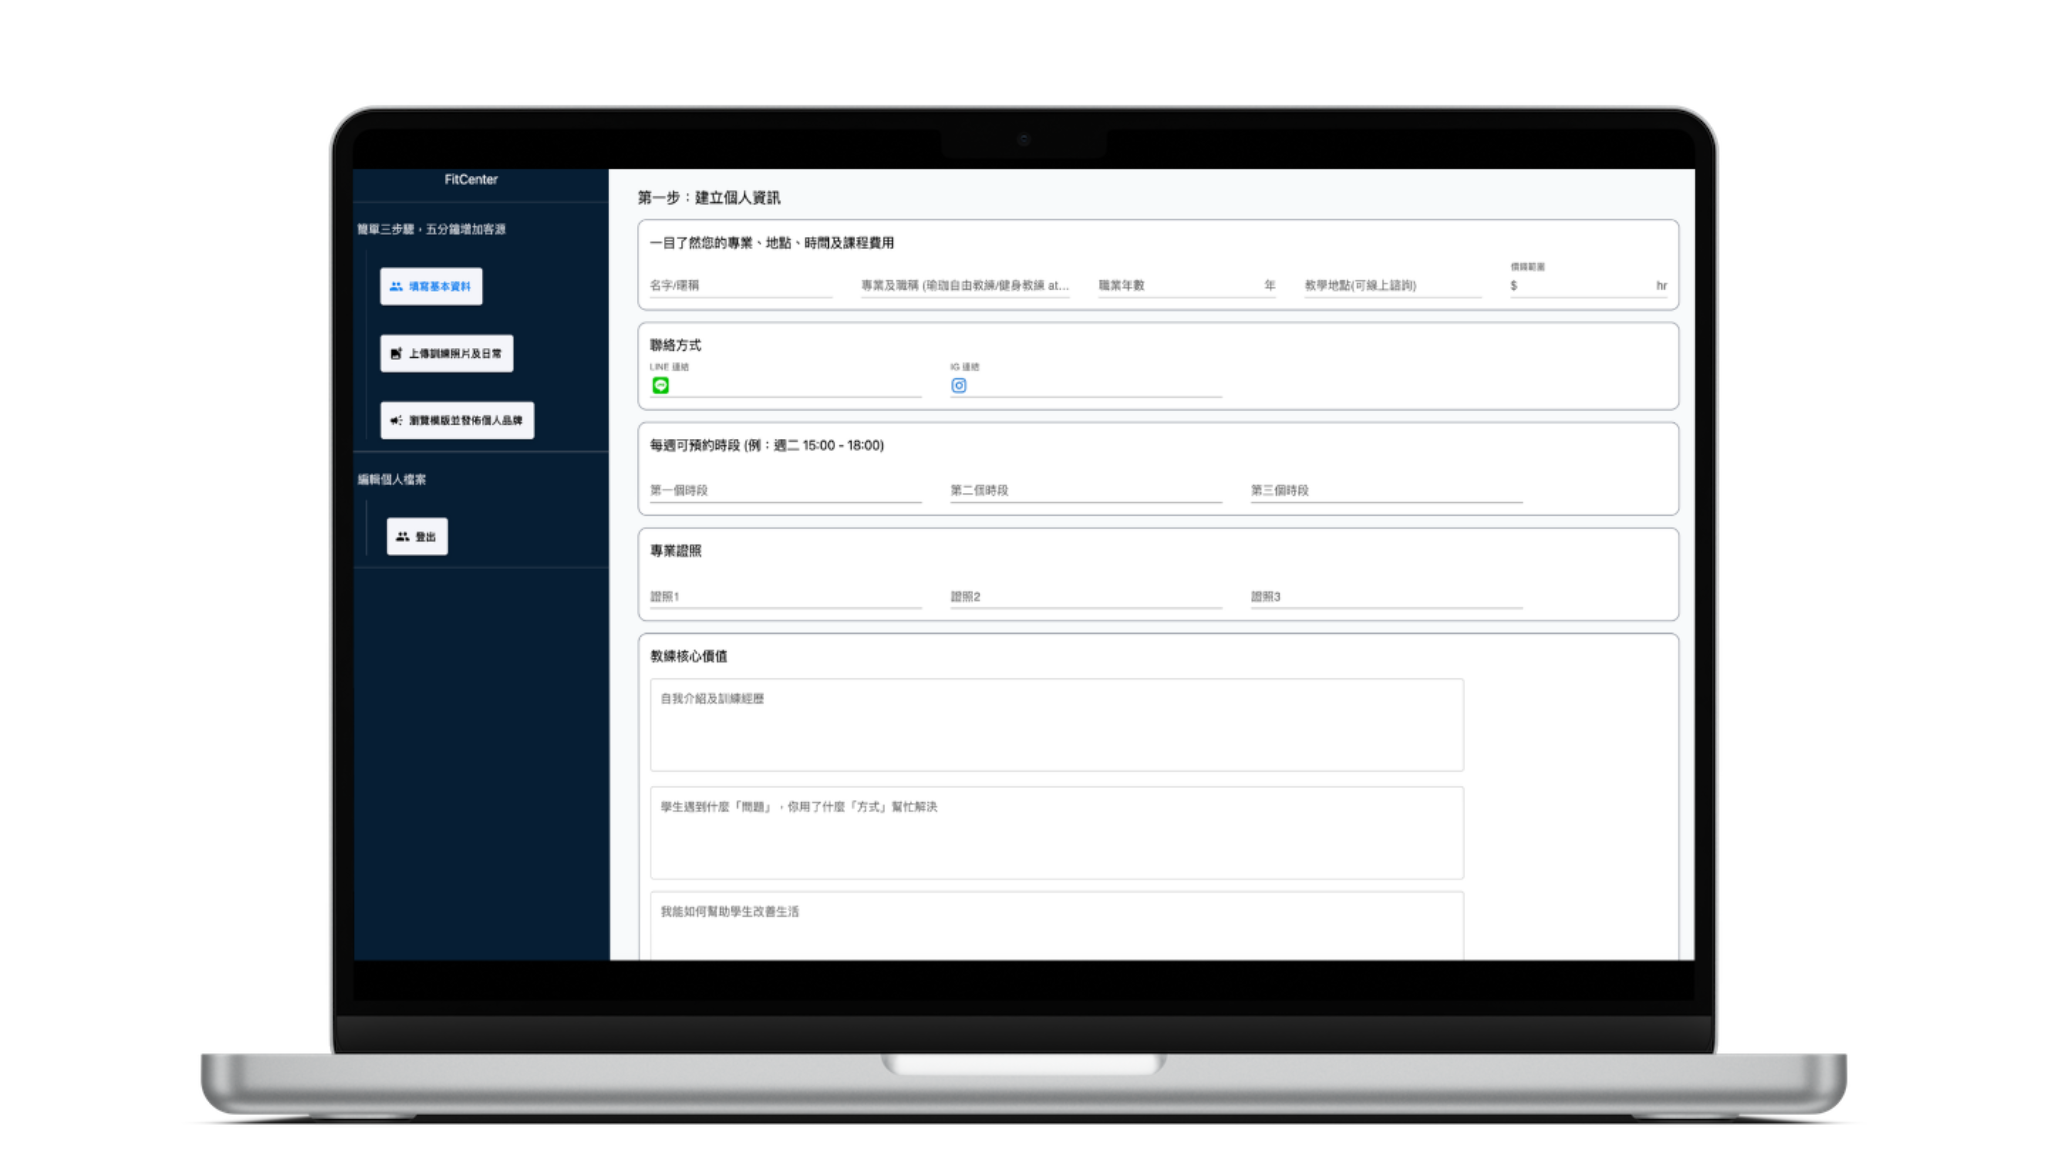 FitCenter
簡單三步驟，五分鐘增加客源
填寫基本資料
上傳訓練照片及日常
瀏覽模版並發佈個人品牌
編輯個人檔案
登出
第一步：建立個人資訊
一目了然您的專業、地點、時間及課程費用
價錢範圍
名字/暱稱 專業及職稱 (瑜珈自由教練/健身教練 at... 職業年數 年 教學地點(可線上諮詢) $ hr
聯絡方式
LINE 連結 IG 連結
每週可預約時段 (例：週二 15:00 - 18:00)
第一個時段 第二個時段 第三個時段
專業證照
證照1 證照2 證照3
教練核心價值
自我介紹及訓練經歷
學生遇到什麼「問題」，你用了什麼「方式」幫忙解決
我能如何幫助學生改善生活